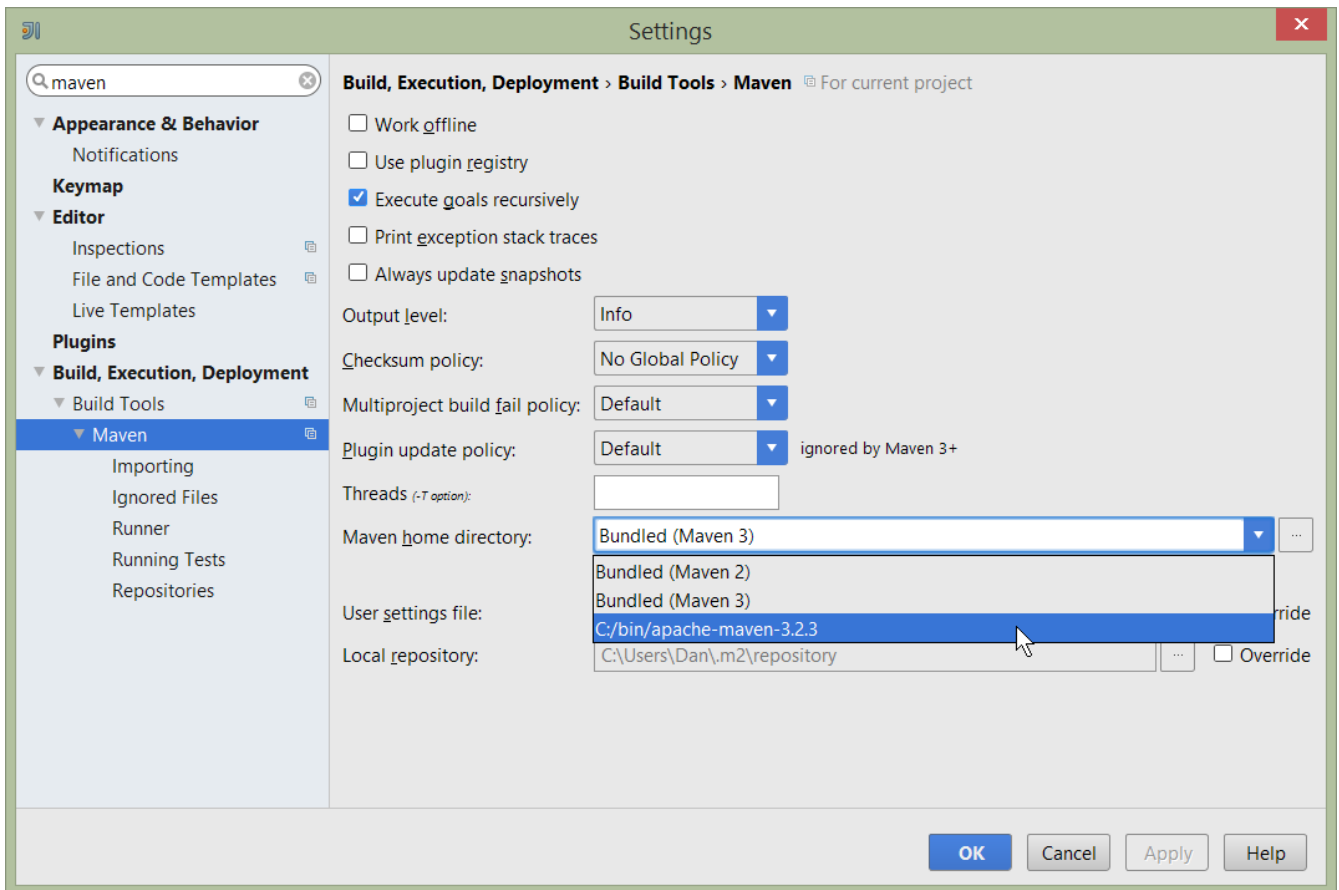 Settings
maven
Appearance & Behavior
Notifications
Keymap
Editor
Inspections
File and Code Templates
Live Templates
Plugins
Build, Execution, Deployment
Build Tools
Maven
Importing
Ignored Files
Runner
Running Tests
Repositories
Build, Execution, Deployment › Build Tools › Maven For current project
Work offline
Use plugin registry
Execute goals recursively
Print exception stack traces
Always update snapshots
Output level: Info
Checksum policy: No Global Policy
Multiproject build fail policy: Default
Plugin update policy: Default ignored by Maven 3+
Threads (-T option):
Maven home directory: Bundled (Maven 3) ...
Bundled (Maven 2)
Bundled (Maven 3)
User settings file: C:/bin/apache-maven-3.2.3
Local repository: C:\Users\Dan\.m2\repository ... Override
OK Cancel Apply Help